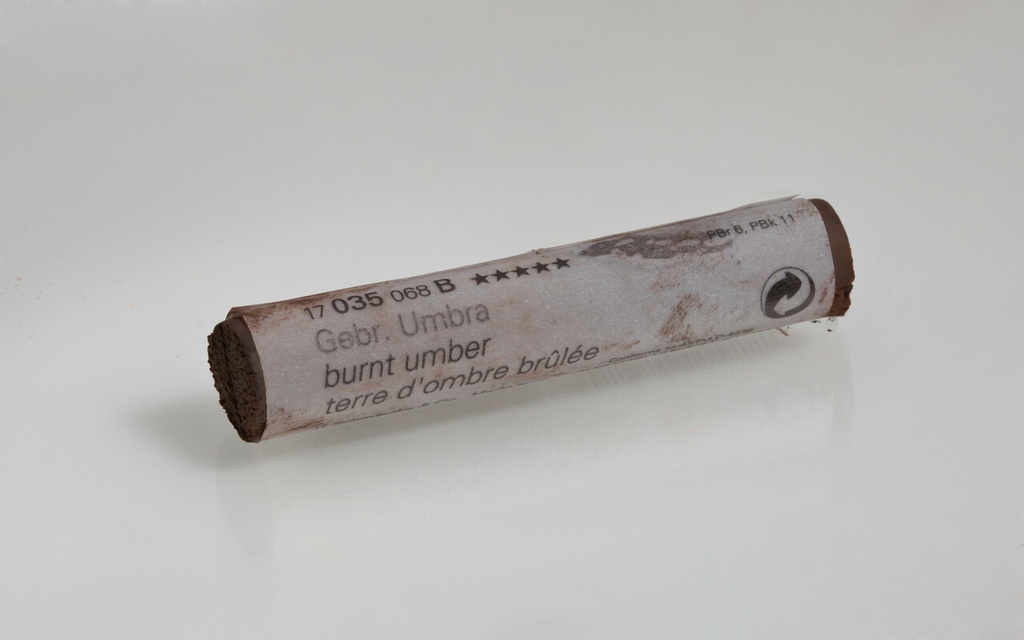 17 035 068 B ★★★★★
PBr 6, PBk 11
Gebr. Umbra
burnt umber
terre d'ombre brûlée